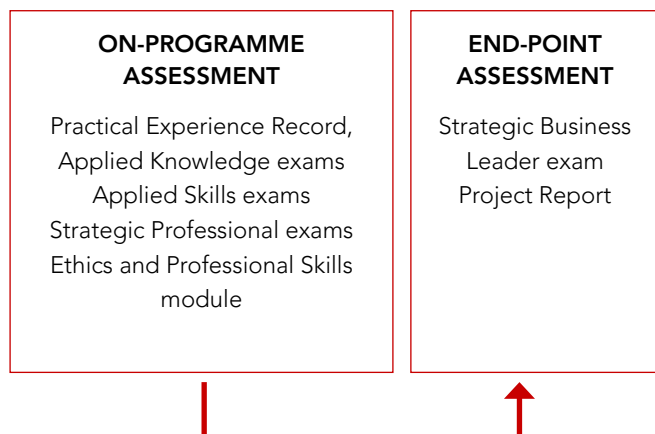 ON-PROGRAMME
ASSESSMENT
Practical Experience Record,
Applied Knowledge exams
Applied Skills exams
Strategic Professional exams
Ethics and Professional Skills
module
END-POINT
ASSESSMENT
Strategic Business
Leader exam
Project Report